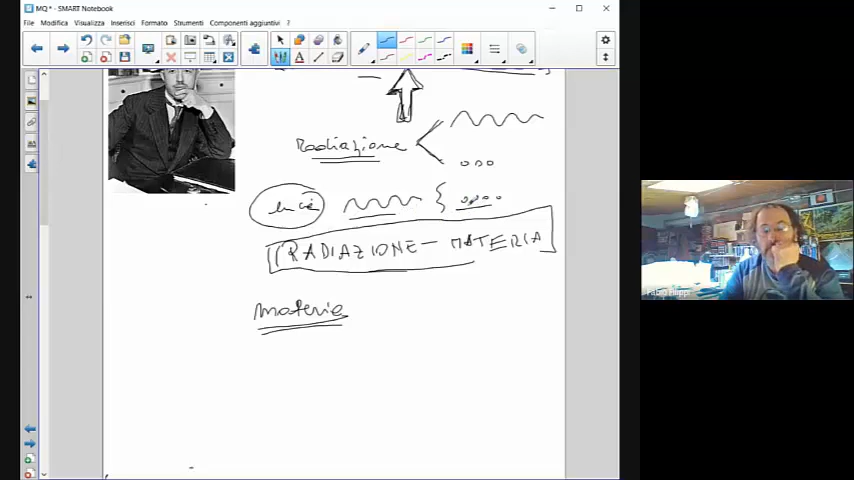 MQ * - SMART Notebook
File Modifica Visualizza Inserisci Formato Strumenti Componenti aggiuntivi ?
Radiazione
luce
RADIAZIONE - MATERIA
materia